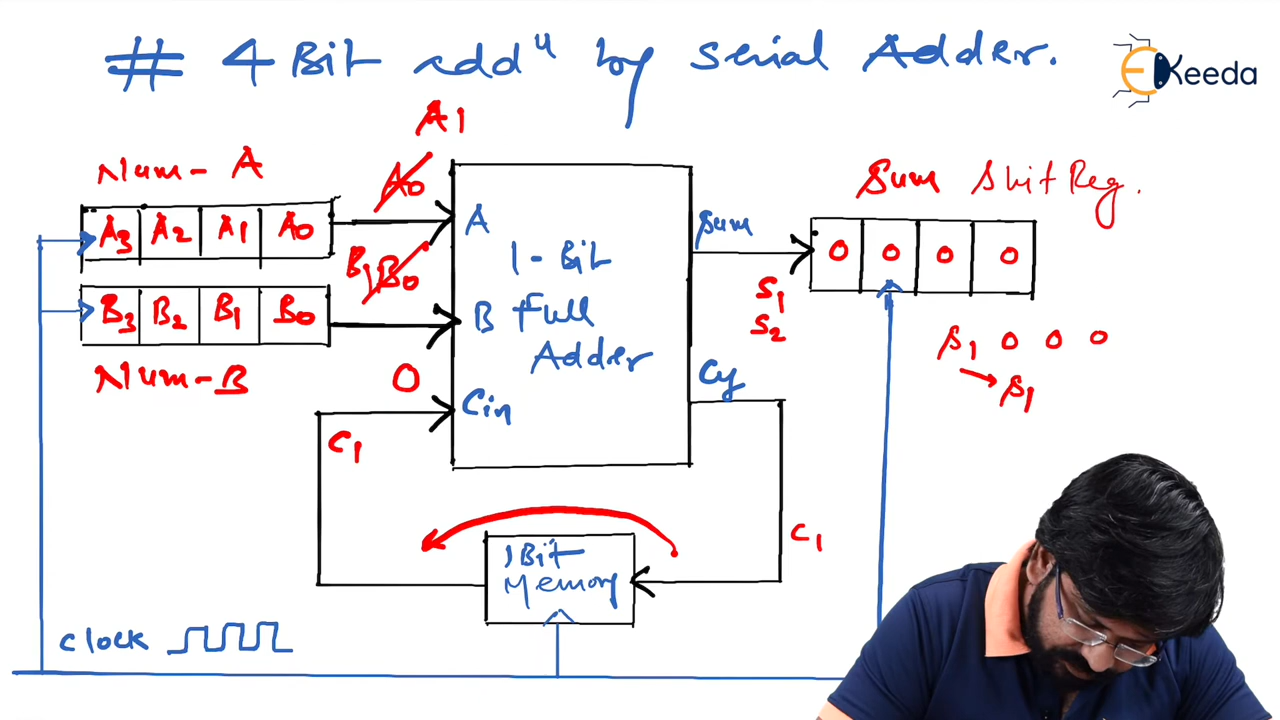 # 4 Bit addⁿ by Serial Adder.
EKeeda
A1
Num-A
A0
Sum Shift Reg.
A3 A2 A1 A0
A
Sum
0 0 0 0
B1 B0
1-Bit
Full
Adder
S1
S2
B3 B2 B1 B0
B
S1 0 0 0
S1
Num-B
0
Cin
Cy
C1
C1
1 Bit
Memory
clock